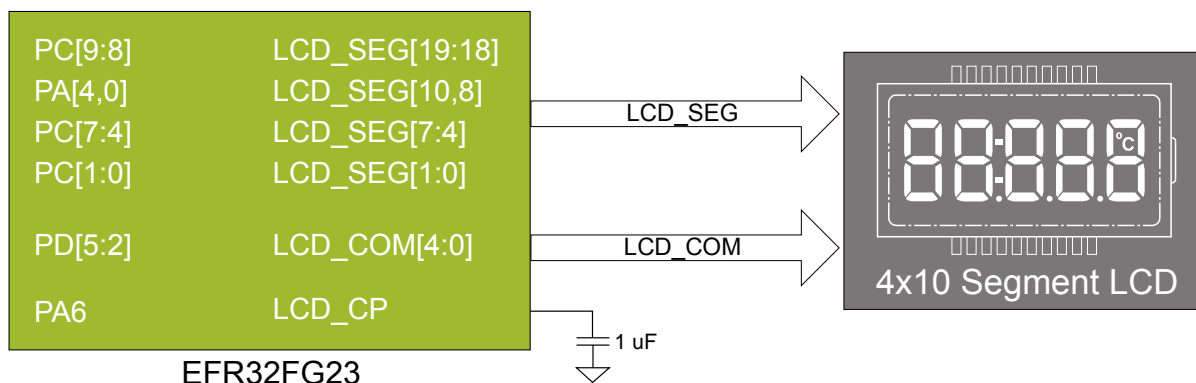 PC[9:8] LCD_SEG[19:18]
PA[4,0] LCD_SEG[10,8]
PC[7:4] LCD_SEG[7:4]
PC[1:0] LCD_SEG[1:0]
PD[5:2] LCD_COM[4:0]
PA6 LCD_CP
EFR32FG23
LCD_SEG
LCD_COM
1 uF
88:888
°C
4x10 Segment LCD